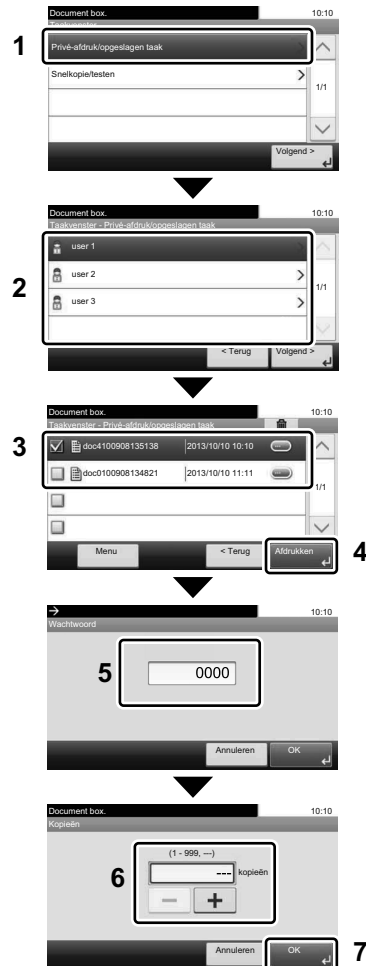 Document box. 10:10
Taakvenster
1
Privé-afdruk/opgeslagen taak
Snelkopie/testen
1/1
Volgend >
Document box. 10:10
Taakvenster - Privé-afdruk/opgeslagen taak
2
user 1
user 2
1/1
user 3
< Terug Volgend >
Document box. 10:10
Taakvenster - Privé-afdruk/opgeslagen taak
3
doc4100908135138 2013/10/10 10:10 ...
doc0100908134821 2013/10/10 11:11 ...
1/1
Menu < Terug Afdrukken 4
10:10
Wachtwoord
5
0000
Annuleren OK
Document box. 10:10
Kopieën
(1 - 999, ---)
6
--- kopieën
Annuleren OK 7